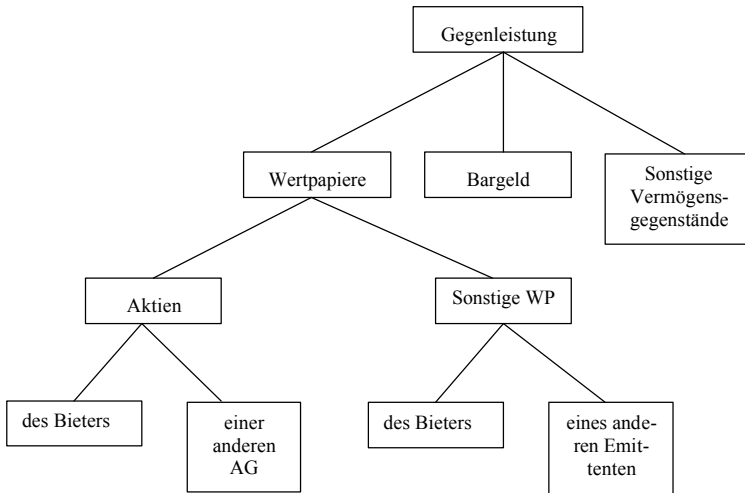 Gegenleistung
Wertpapiere
Bargeld
Sonstige
Vermögens-
gegenstände
Aktien
Sonstige WP
des Bieters
einer
anderen
AG
des Bieters
eines ande-
ren Emit-
tenten